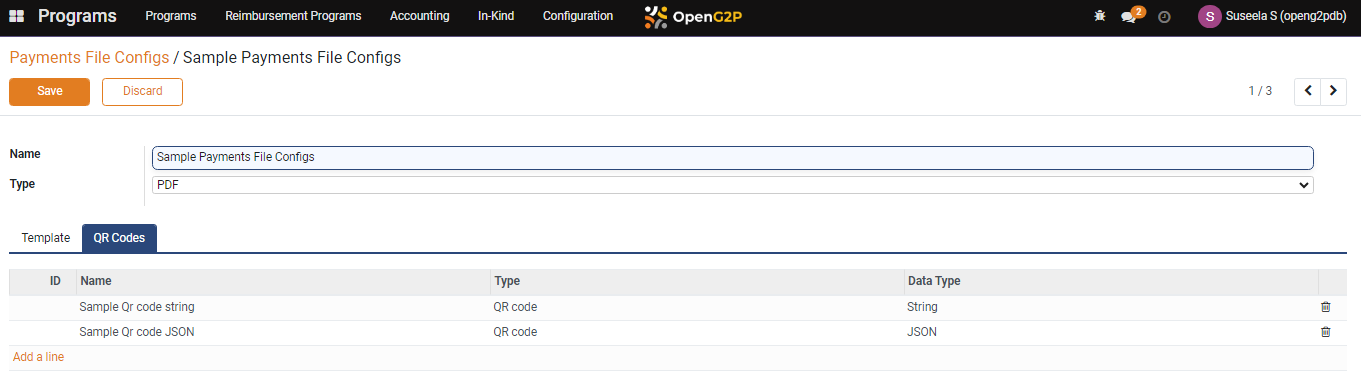 Programs Programs Reimbursement Programs Accounting In-Kind Configuration OpenG2P 2 S Suseela S (openg2pdb)
Payments File Configs / Sample Payments File Configs
Save Discard 1 / 3
Name Sample Payments File Configs
Type PDF
Template QR Codes
ID Name Type Data Type
Sample Qr code string QR code String
Sample Qr code JSON QR code JSON
Add a line